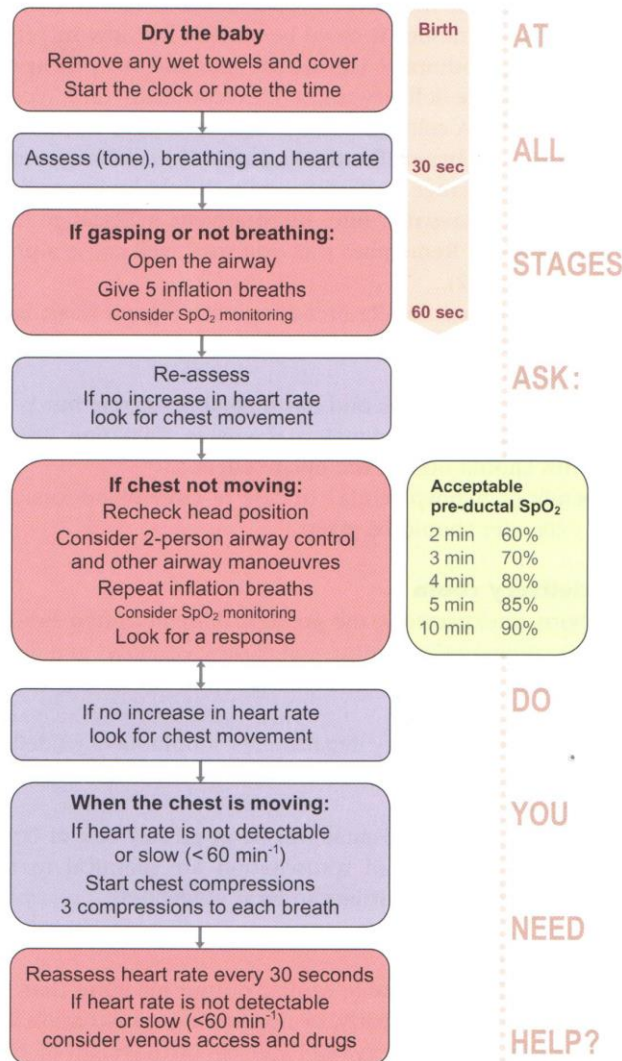 Dry the baby
Remove any wet towels and cover
Start the clock or note the time
Assess (tone), breathing and heart rate
If gasping or not breathing:
Open the airway
Give 5 inflation breaths
Consider SpO₂ monitoring
Re-assess
If no increase in heart rate
look for chest movement
If chest not moving:
Recheck head position
Consider 2-person airway control
and other airway manoeuvres
Repeat inflation breaths
Consider SpO₂ monitoring
Look for a response
If no increase in heart rate
look for chest movement
When the chest is moving:
If heart rate is not detectable
or slow (< 60 min⁻¹)
Start chest compressions
3 compressions to each breath
Reassess heart rate every 30 seconds
If heart rate is not detectable
or slow (<60 min⁻¹)
consider venous access and drugs
Birth
30 sec
60 sec
Acceptable
pre-ductal SpO₂
2 min 60%
3 min 70%
4 min 80%
5 min 85%
10 min 90%
AT
ALL
STAGES
ASK:
DO
YOU
NEED
HELP?